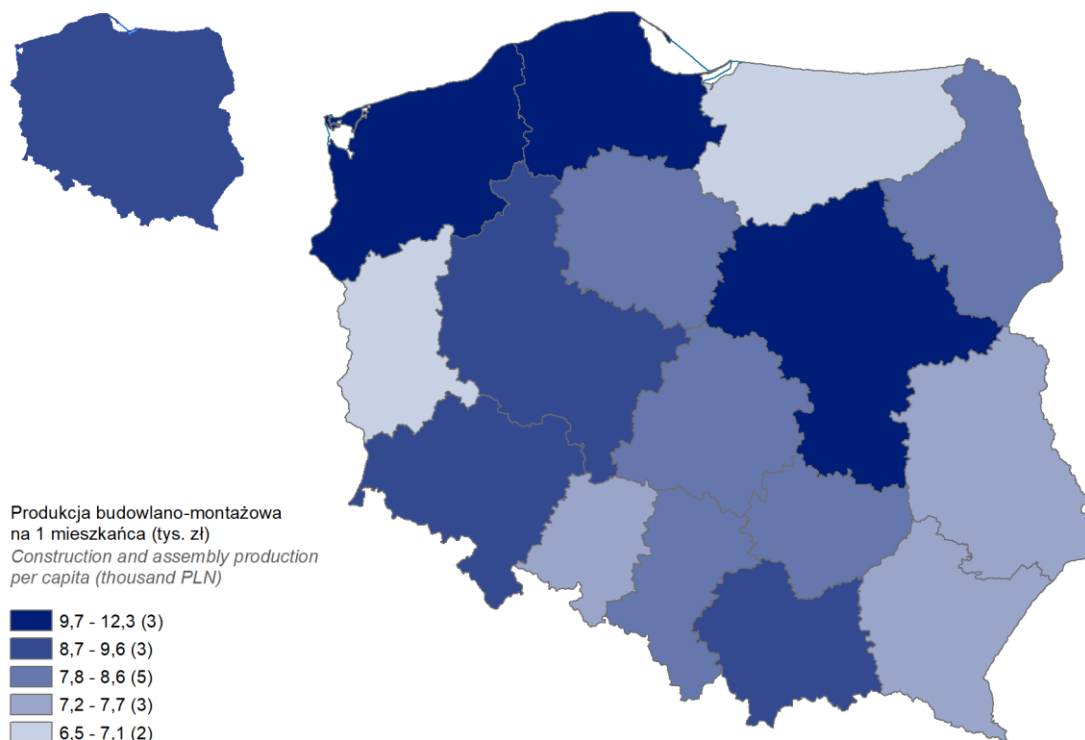 Produkcja budowlano-montażowa
na 1 mieszkańca (tys. zł)
Construction and assembly production
per capita (thousand PLN)
9,7 - 12,3 (3)
8,7 - 9,6 (3)
7,8 - 8,6 (5)
7,2 - 7,7 (3)
6,5 - 7,1 (2)